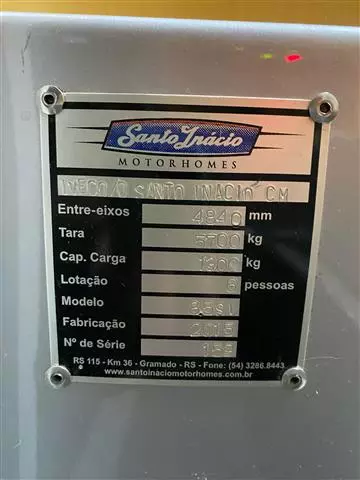 Santo Inácio
MOTORHOMES
IVECO/D SANTO INACIO CM
Entre-eixos 4840 mm
Tara 5700 kg
Cap. Carga 1900 kg
Lotação 8 pessoas
Modelo
Fabricação 2015
Nº de Série
RS 115 - Km 36 - Gramado - RS - Fone: (54) 3286.8443
www.santoinaciomotorhomes.com.br